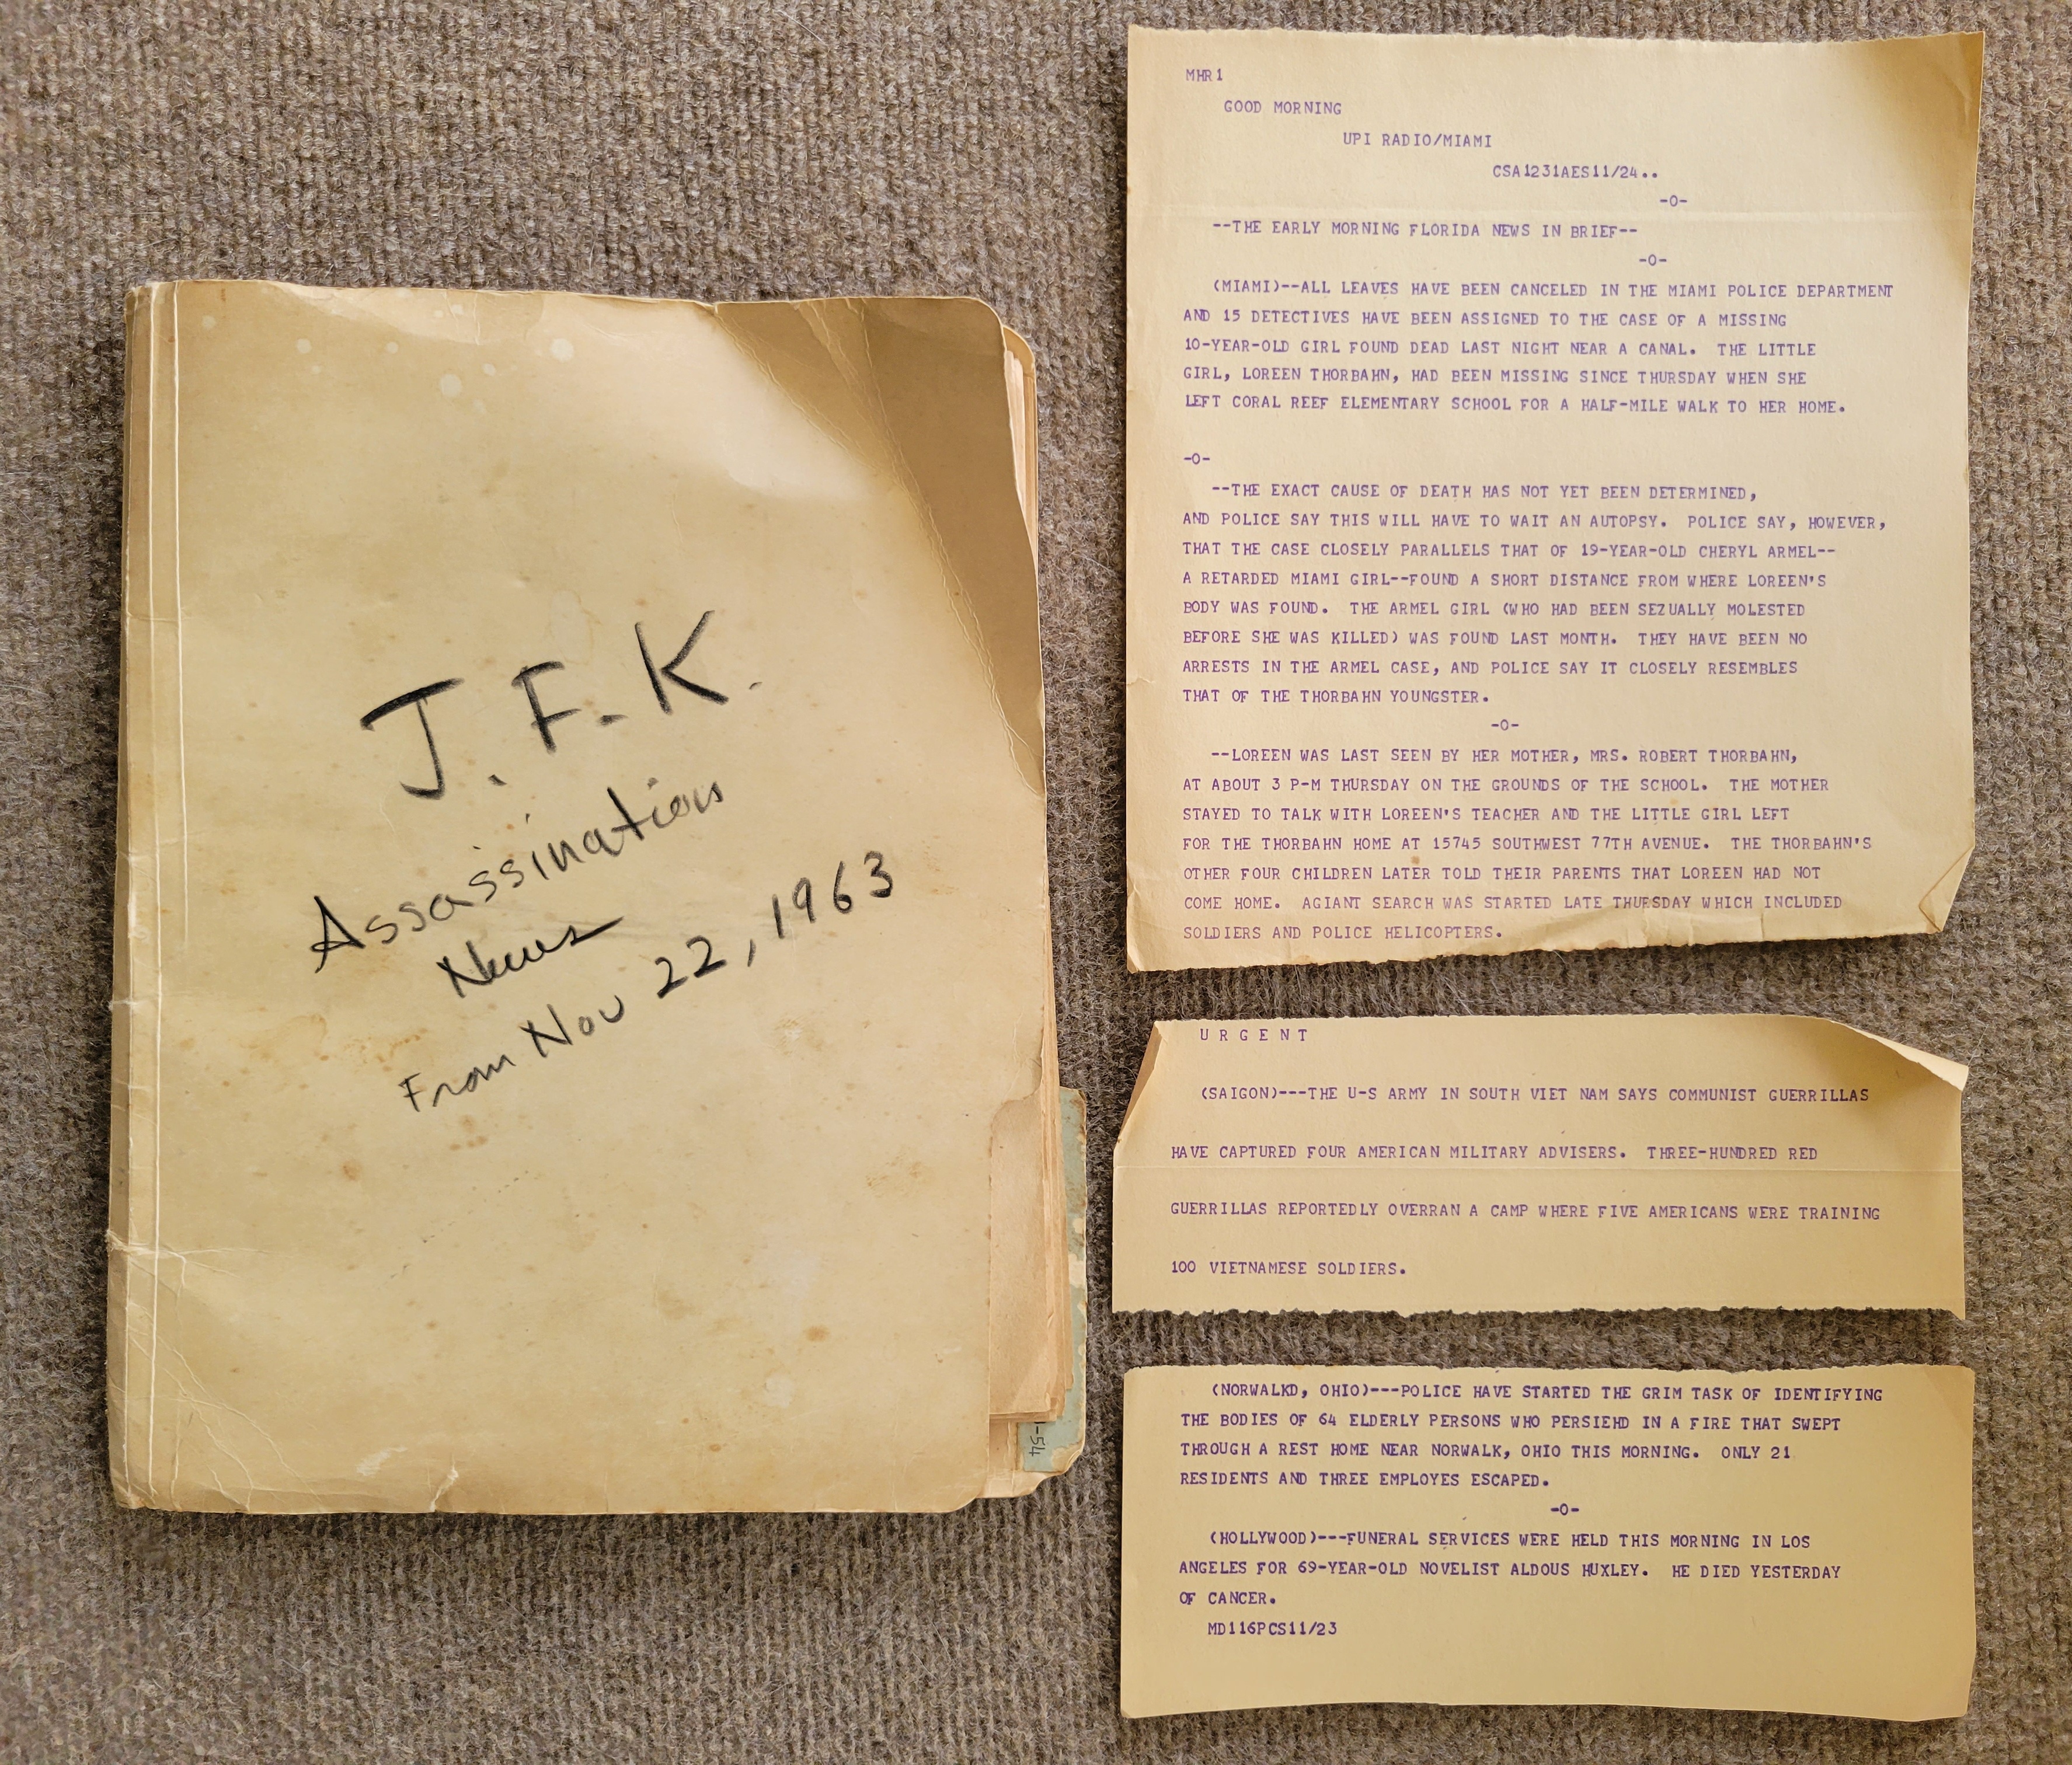 J.F.K.
Assassination
News
From Nov 22, 1963
-54
MHR1
GOOD MORNING
UPI RADIO/MIAMI
CSA1231AES11/24..
-0-
--THE EARLY MORNING FLORIDA NEWS IN BRIEF--
-0-
(MIAMI)--ALL LEAVES HAVE BEEN CANCELED IN THE MIAMI POLICE DEPARTMENT
AND 15 DETECTIVES HAVE BEEN ASSIGNED TO THE CASE OF A MISSING
10-YEAR-OLD GIRL FOUND DEAD LAST NIGHT NEAR A CANAL. THE LITTLE
GIRL, LOREEN THORBAHN, HAD BEEN MISSING SINCE THURSDAY WHEN SHE
LEFT CORAL REEF ELEMENTARY SCHOOL FOR A HALF-MILE WALK TO HER HOME.
-0-
--THE EXACT CAUSE OF DEATH HAS NOT YET BEEN DETERMINED,
AND POLICE SAY THIS WILL HAVE TO WAIT AN AUTOPSY. POLICE SAY, HOWEVER,
THAT THE CASE CLOSELY PARALLELS THAT OF 19-YEAR-OLD CHERYL ARMEL--
A RETARDED MIAMI GIRL--FOUND A SHORT DISTANCE FROM WHERE LOREEN'S
BODY WAS FOUND. THE ARMEL GIRL (WHO HAD BEEN SEZUALLY MOLESTED
BEFORE SHE WAS KILLED) WAS FOUND LAST MONTH. THEY HAVE BEEN NO
ARRESTS IN THE ARMEL CASE, AND POLICE SAY IT CLOSELY RESEMBLES
THAT OF THE THORBAHN YOUNGSTER.
-0-
--LOREEN WAS LAST SEEN BY HER MOTHER, MRS. ROBERT THORBAHN,
AT ABOUT 3 P-M THURSDAY ON THE GROUNDS OF THE SCHOOL. THE MOTHER
STAYED TO TALK WITH LOREEN'S TEACHER AND THE LITTLE GIRL LEFT
FOR THE THORBAHN HOME AT 15745 SOUTHWEST 77TH AVENUE. THE THORBAHN'S
OTHER FOUR CHILDREN LATER TOLD THEIR PARENTS THAT LOREEN HAD NOT
COME HOME. AGIANT SEARCH WAS STARTED LATE THURSDAY WHICH INCLUDED
SOLDIERS AND POLICE HELICOPTERS.
U R G E N T
(SAIGON)---THE U-S ARMY IN SOUTH VIET NAM SAYS COMMUNIST GUERRILLAS
HAVE CAPTURED FOUR AMERICAN MILITARY ADVISERS. THREE-HUNDRED RED
GUERRILLAS REPORTEDLY OVERRAN A CAMP WHERE FIVE AMERICANS WERE TRAINING
100 VIETNAMESE SOLDIERS.
(NORWALKD, OHIO)---POLICE HAVE STARTED THE GRIM TASK OF IDENTIFYING
THE BODIES OF 64 ELDERLY PERSONS WHO PERSIEHD IN A FIRE THAT SWEPT
THROUGH A REST HOME NEAR NORWALK, OHIO THIS MORNING. ONLY 21
RESIDENTS AND THREE EMPLOYES ESCAPED.
-0-
(HOLLYWOOD)---FUNERAL SERVICES WERE HELD THIS MORNING IN LOS
ANGELES FOR 69-YEAR-OLD NOVELIST ALDOUS HUXLEY. HE DIED YESTERDAY
OF CANCER.
MD116PCS11/23